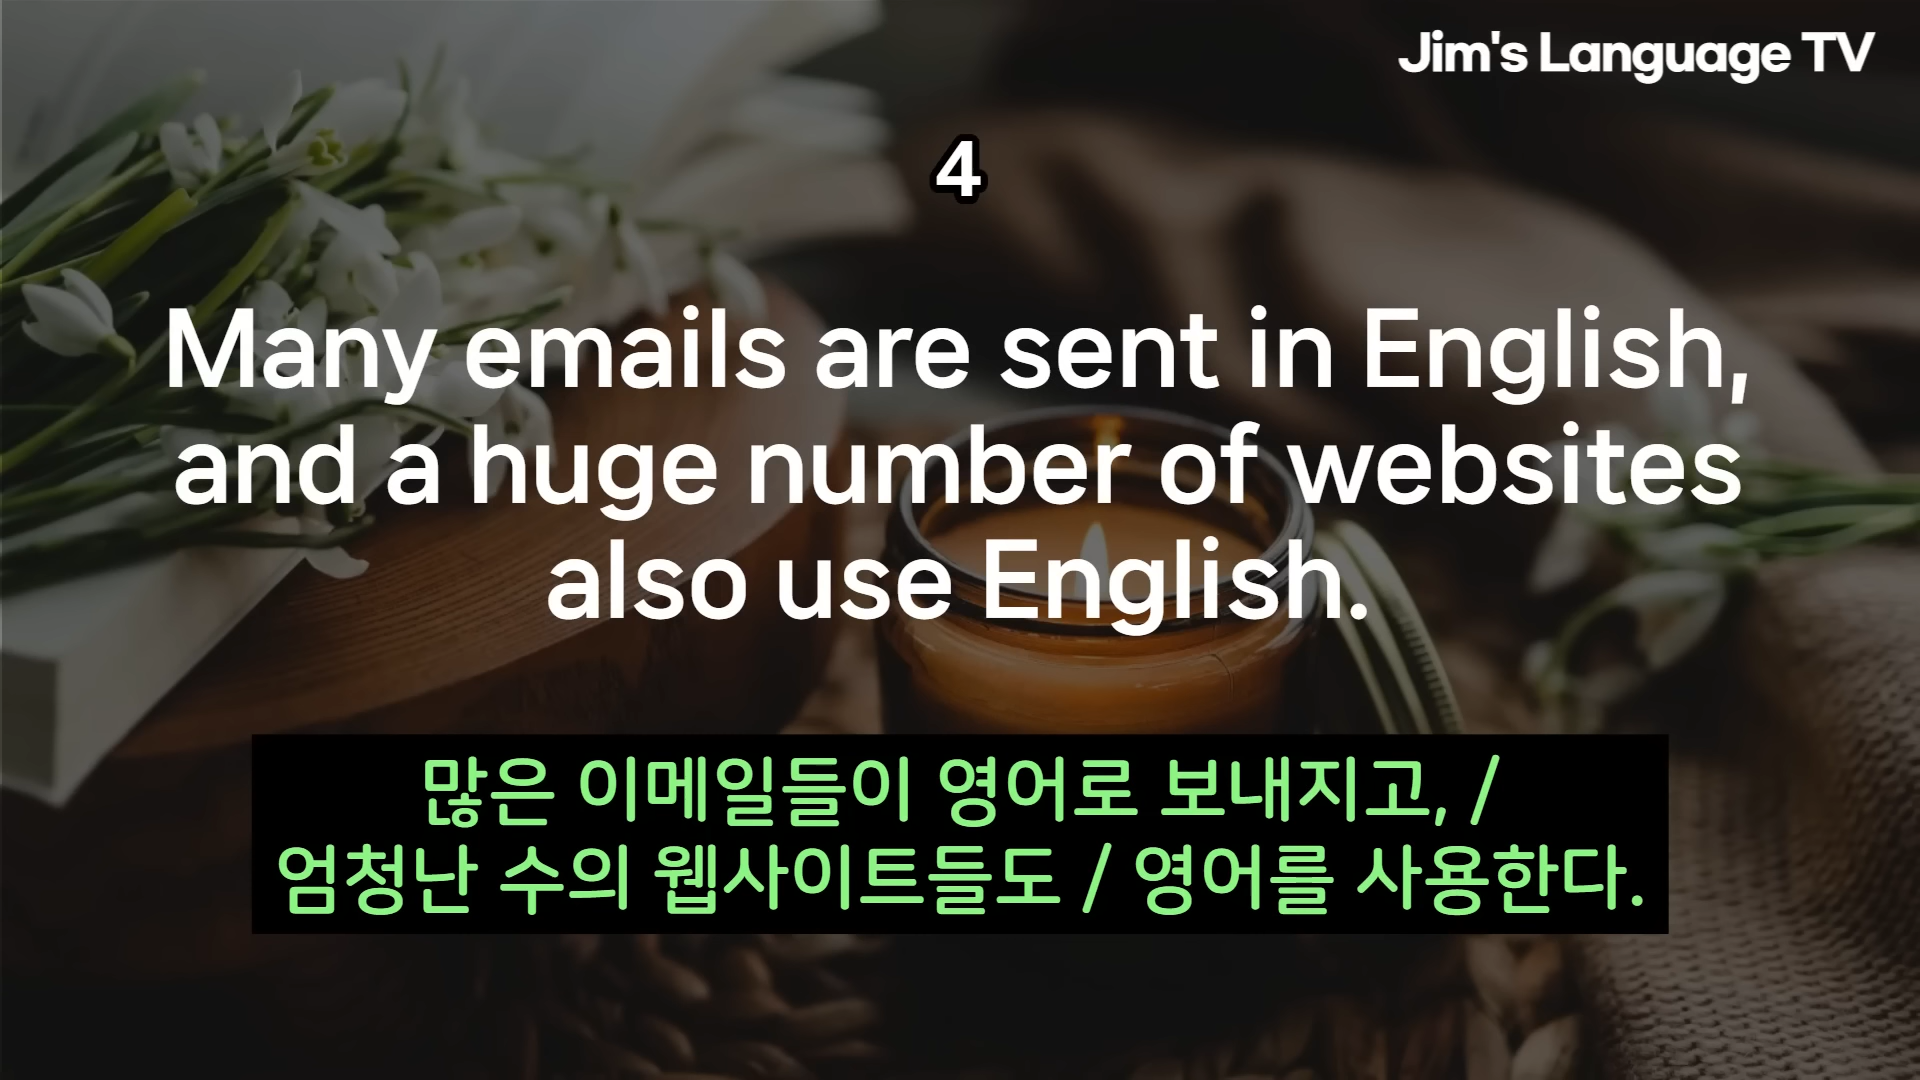 Jim's Language TV
4
Many emails are sent in English,
and a huge number of websites
also use English.
많은 이메일들이 영어로 보내지고, /
엄청난 수의 웹사이트들도 / 영어를 사용한다.